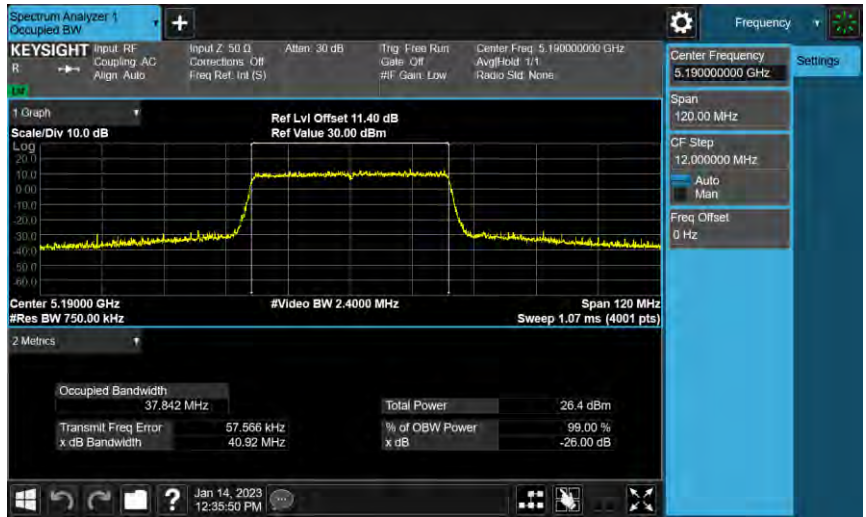 Spectrum Analyzer 1
Occupied BW
+
Frequency
KEYSIGHT
Input: RF
Coupling: AC
Align: Auto
R
Input Z: 50 Ω
Corrections: Off
Freq Ref: Int (S)
Atten: 30 dB
Trig: Free Run
Gate: Off
#IF Gain: Low
Center Freq: 5.190000000 GHz
Avg|Hold: 1/1
Radio Std: None
Center Frequency
5.190000000 GHz
Settings
Span
120.00 MHz
CF Step
12.000000 MHz
Auto
Man
Freq Offset
0 Hz
1 Graph
Scale/Div 10.0 dB
Ref Lvl Offset 11.40 dB
Ref Value 30.00 dBm
Log
20.0
10.0
0.00
-10.0
-20.0
-30.0
-40.0
-50.0
-60.0
Center 5.19000 GHz
#Video BW 2.4000 MHz
Span 120 MHz
#Res BW 750.00 kHz
Sweep 1.07 ms (4001 pts)
2 Metrics
Occupied Bandwidth
37.842 MHz
Total Power 26.4 dBm
Transmit Freq Error 57.566 kHz
% of OBW Power 99.00 %
x dB Bandwidth 40.92 MHz
x dB -26.00 dB
?
Jan 14, 2023
12:35:50 PM